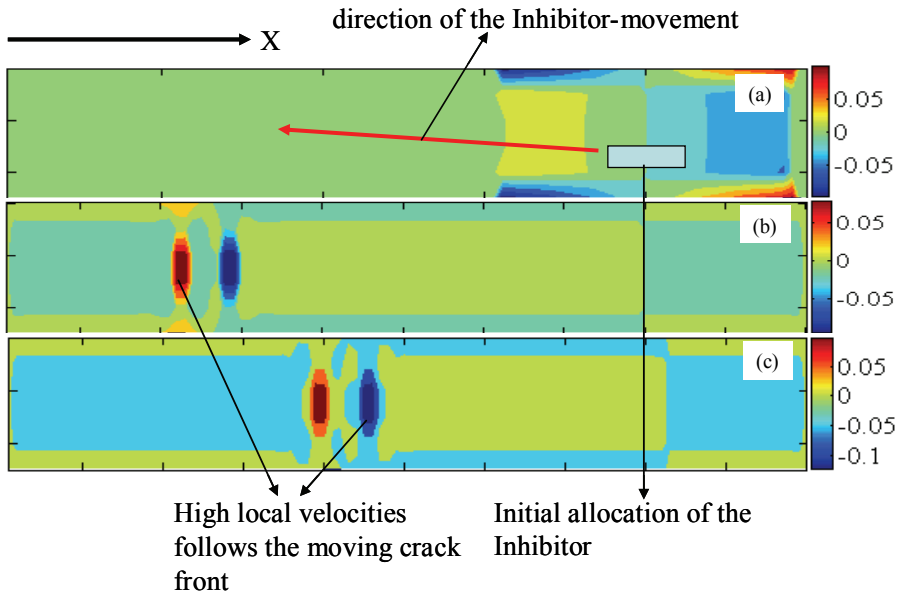 direction of the Inhibitor-movement
X
(a)
0.05
0
-0.05
(b)
0.05
0
-0.05
(c)
0.05
0
-0.05
-0.1
High local velocities
follows the moving crack
front
Initial allocation of the
Inhibitor